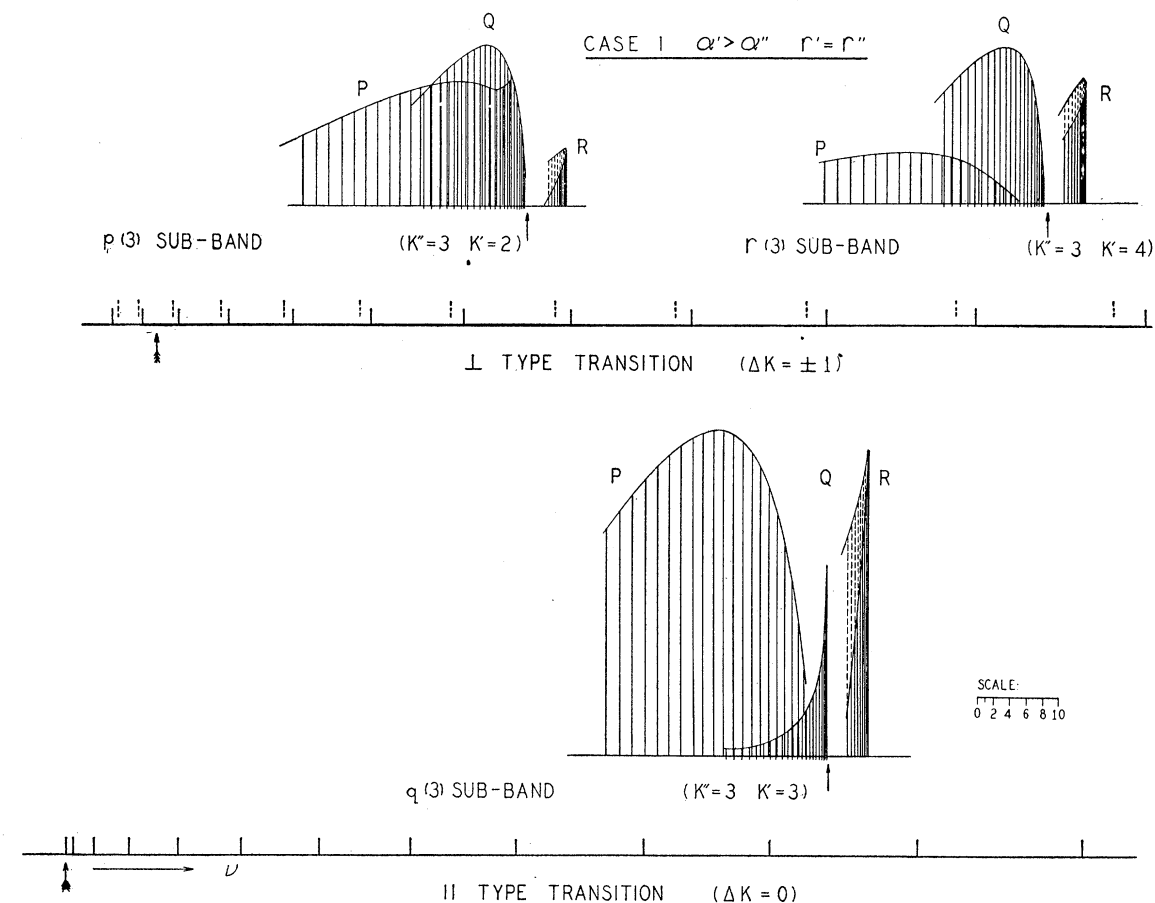 CASE I α'>α" r'=r"
Q
P
R
p (3) SUB-BAND (K"=3 K'=2)
Q
P
R
r (3) SUB-BAND (K"=3 K'=4)
⊥ TYPE TRANSITION (ΔK = ±1)
P Q R
SCALE:
0 2 4 6 8 10
q (3) SUB-BAND (K"=3 K'=3)
ν
II TYPE TRANSITION (ΔK = 0)